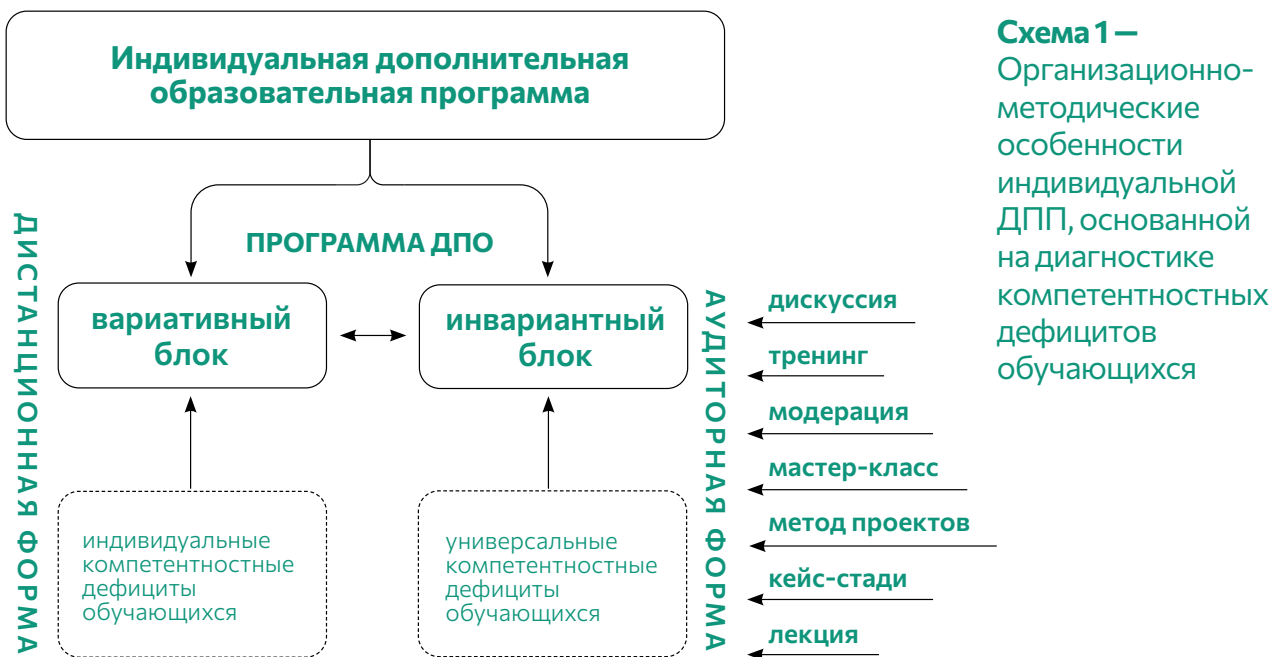 Индивидуальная дополнительная
образовательная программа
Схема 1 —
Организационно-
методические
особенности
индивидуальной
ДПП, основанной
на диагностике
компетентностных
дефицитов
обучающихся
ДИСТАНЦИОННАЯ ФОРМА
ПРОГРАММА ДПО
вариативный
блок
инвариантный
блок
индивидуальные
компетентностные
дефициты
обучающихся
универсальные
компетентностные
дефициты
обучающихся
АУДИТОРНАЯ ФОРМА
дискуссия
тренинг
модерация
мастер-класс
метод проектов
кейс-стади
лекция